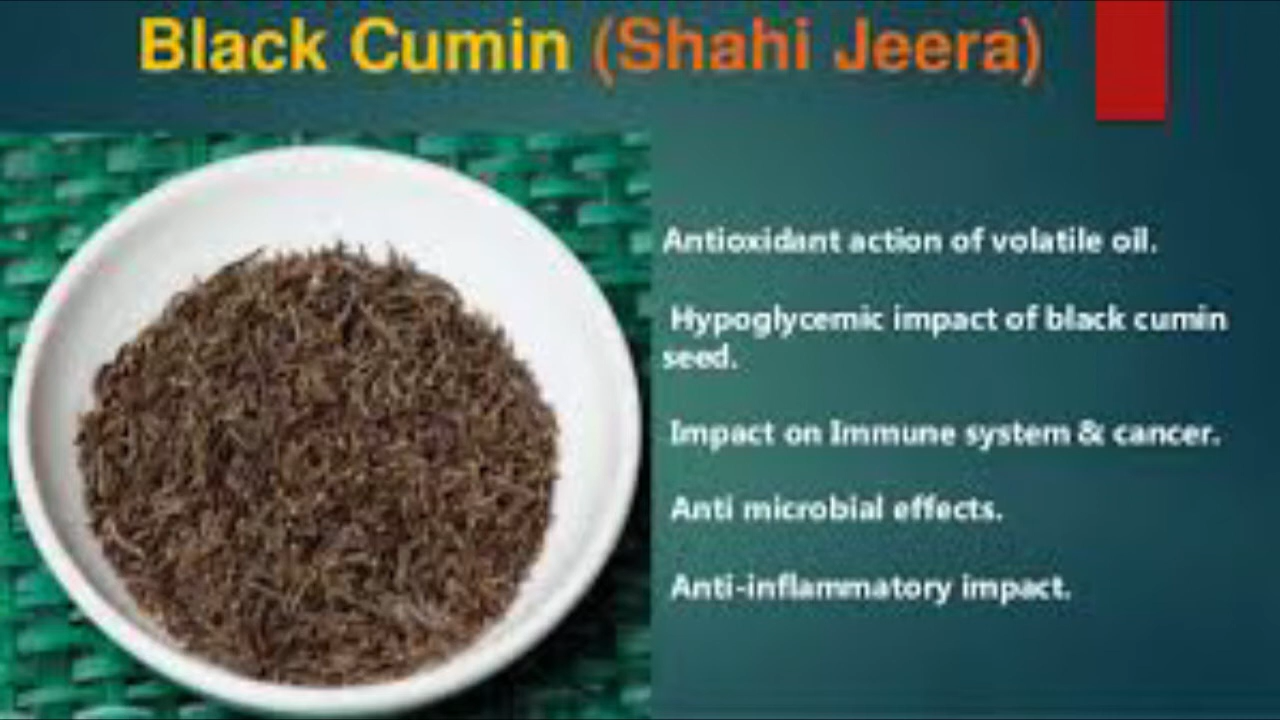 Black Cumin (Shahi Jeera)
Antioxidant action of volatile oil.
Hypoglycemic impact of black cumin
seed.
Impact on Immune system & cancer.
Anti microbial effects.
Anti-inflammatory impact.